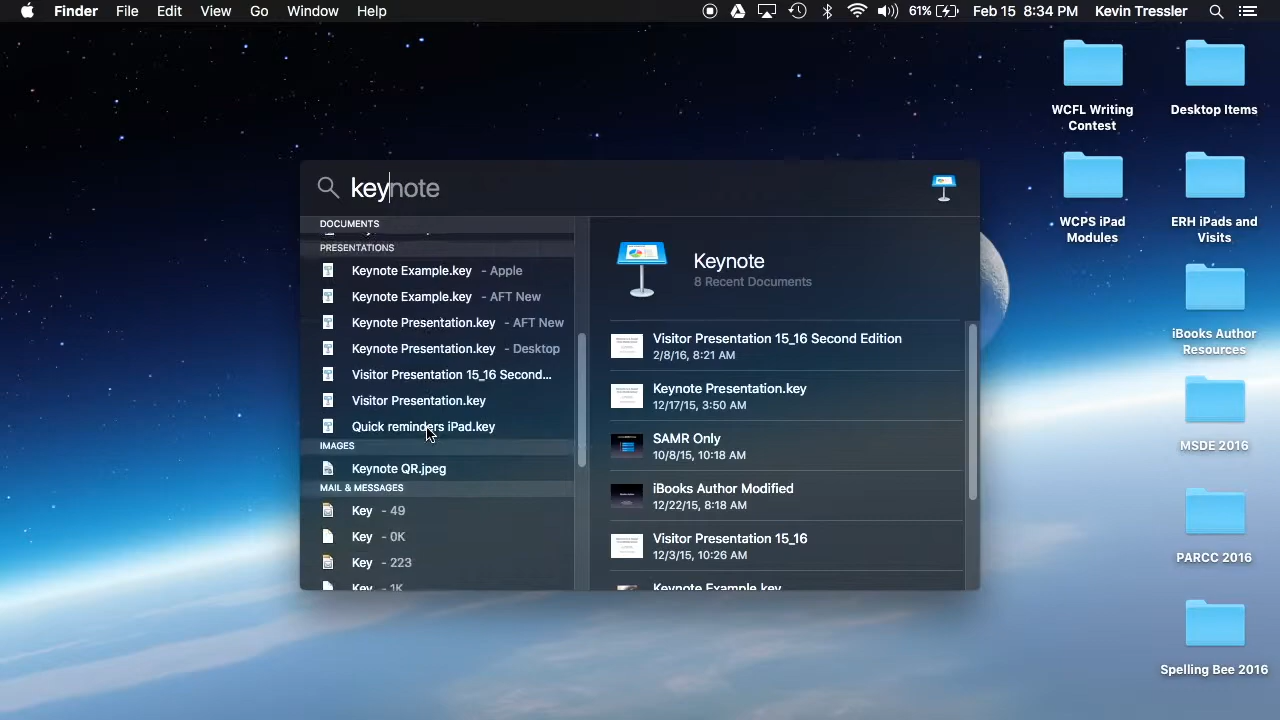 Finder File Edit View Go Window Help 61% Feb 15 8:34 PM Kevin Tressler
keynote
DOCUMENTS
PRESENTATIONS
Keynote Example.key - Apple
Keynote Example.key - AFT New
Keynote Presentation.key - AFT New
Keynote Presentation.key - Desktop
Visitor Presentation 15_16 Second...
Visitor Presentation.key
Quick reminders iPad.key
IMAGES
Keynote QR.jpeg
MAIL & MESSAGES
Key - 49
Key - 0K
Key - 223
Key - 1K
Keynote
8 Recent Documents
Visitor Presentation 15_16 Second Edition
2/8/16, 8:21 AM
Keynote Presentation.key
12/17/15, 3:50 AM
SAMR Only
10/8/15, 10:18 AM
iBooks Author Modified
12/22/15, 8:18 AM
Visitor Presentation 15_16
12/3/15, 10:26 AM
Keynote Example.key
WCFL Writing
Contest
Desktop Items
WCPS iPad
Modules
ERH iPads and
Visits
iBooks Author
Resources
MSDE 2016
PARCC 2016
Spelling Bee 2016